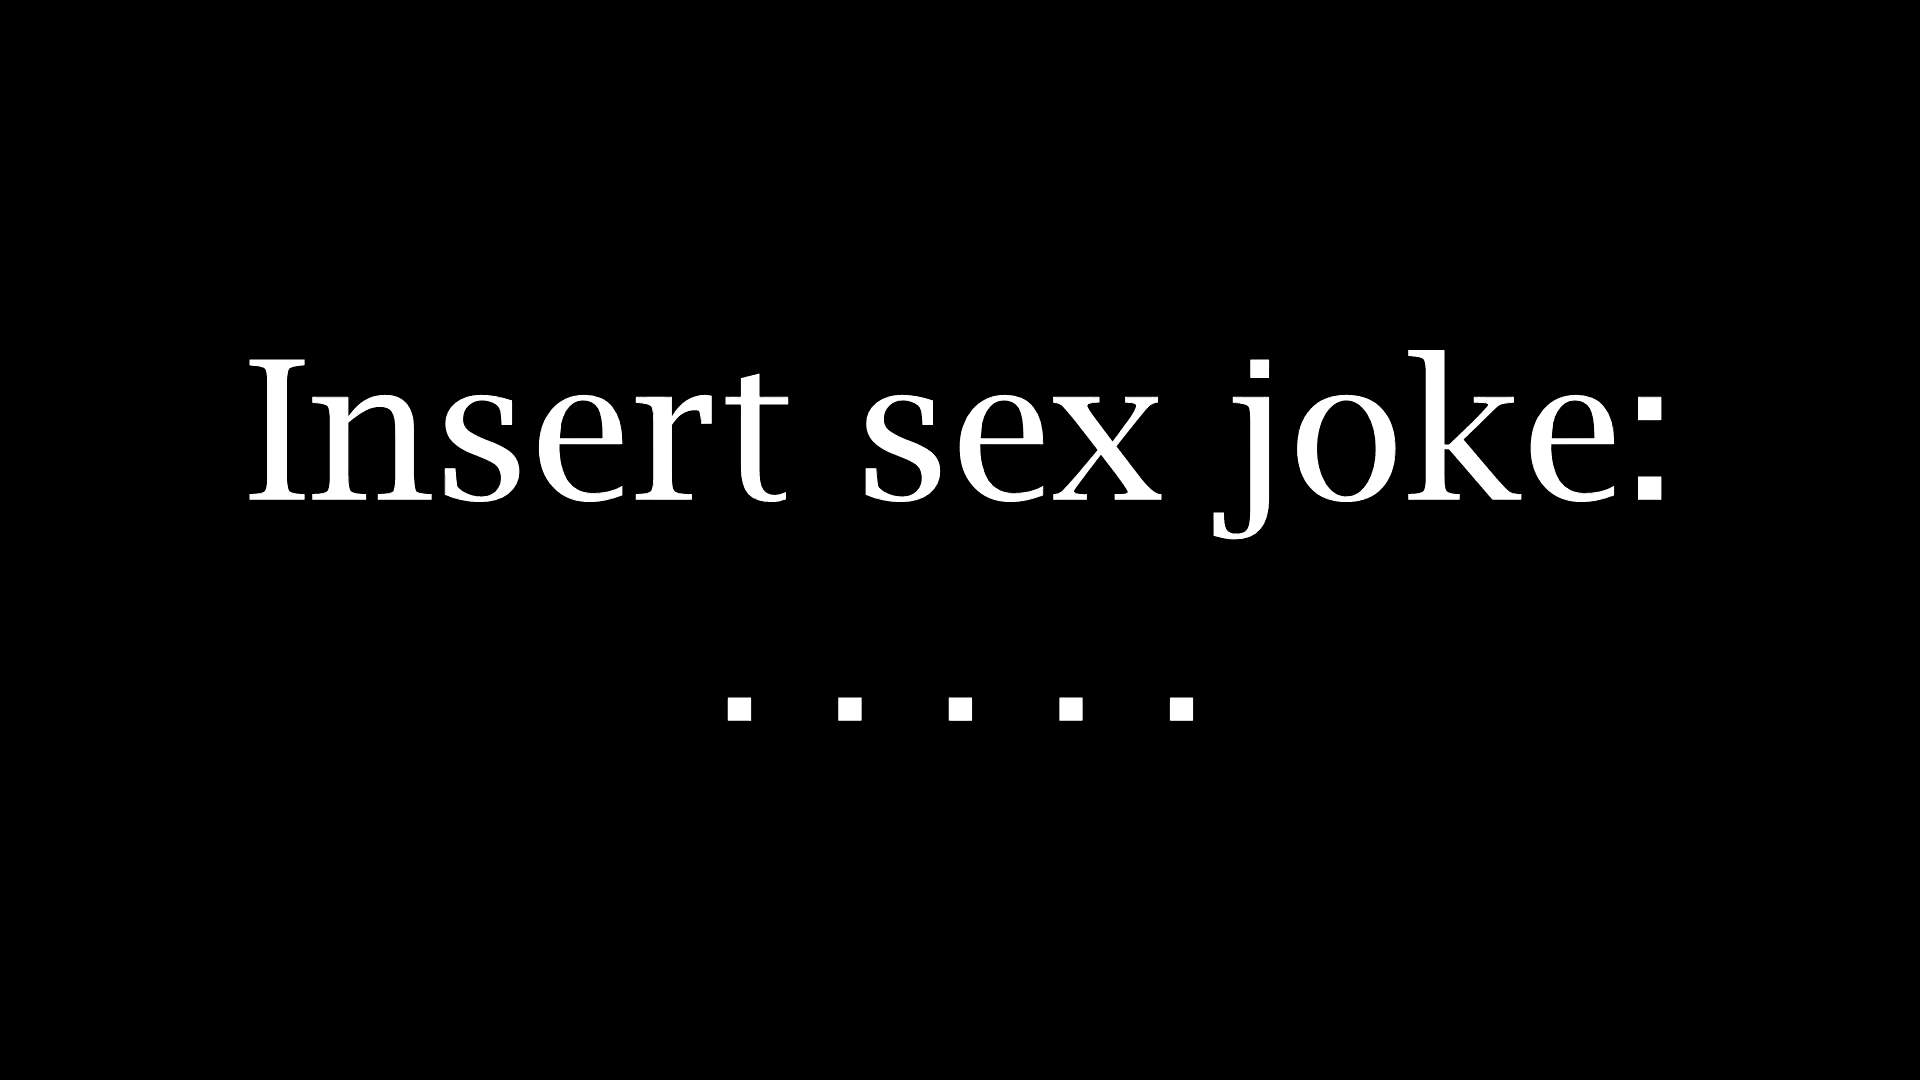 Insert sex joke:
. . . . .